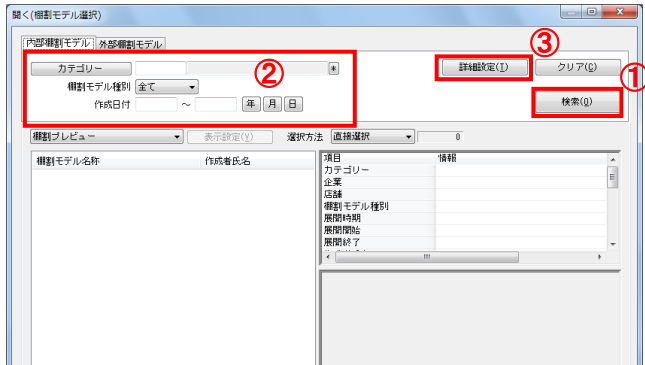 開く(棚割モデル選択)
内部棚割モデル 外部棚割モデル
③
カテゴリー * ② 詳細設定(I) クリア(C)
①
棚割モデル種別 全て
作成日付 ～ 年 月 日 検索(Q)
棚割プレビュー 表示設定(Y) 選択方法 直接選択 0
棚割モデル名称 作成者氏名 項目 情報
カテゴリー
企業
店舗
棚割モデル種別
展開時期
展開開始
展開終了